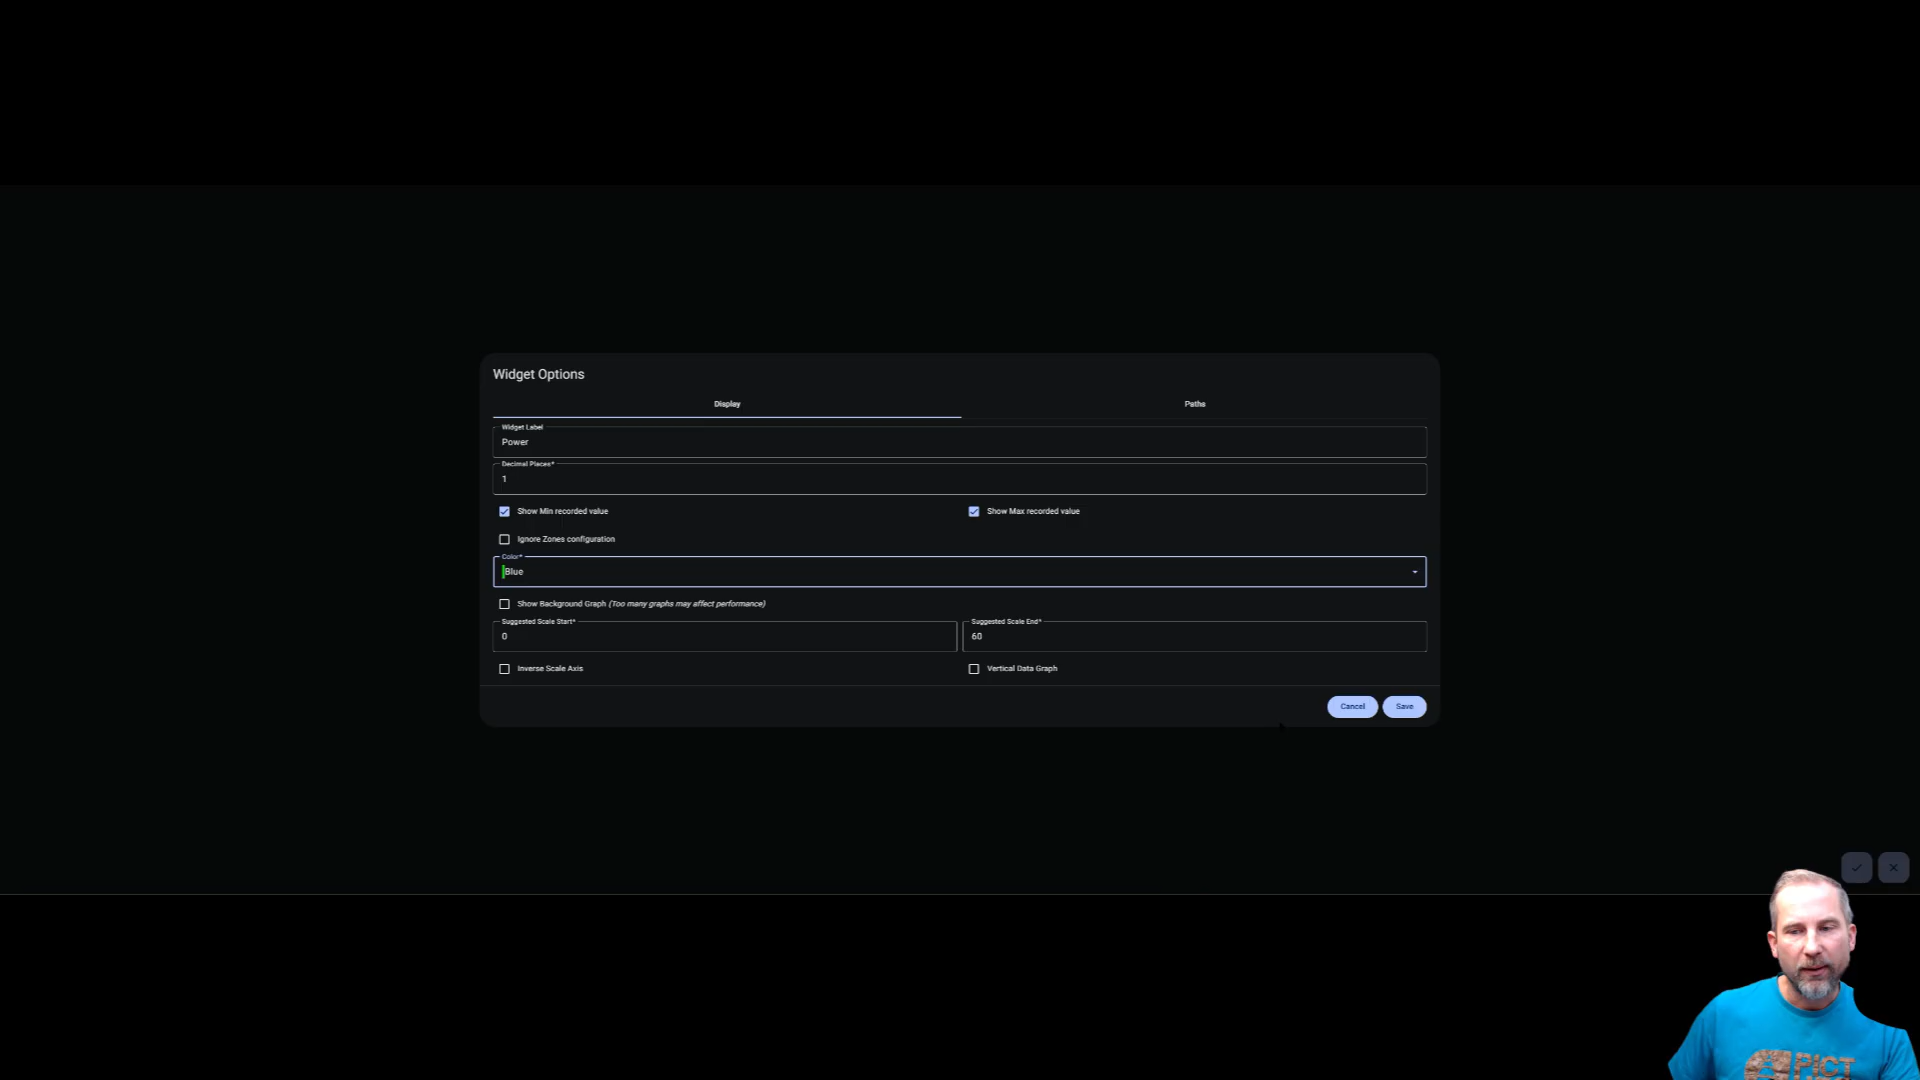 Widget Options
Display
Paths
Widget Label
Power
Decimal Places*
1
Show Min recorded value
Show Max recorded value
Ignore Zones configuration
Color*
Blue
Show Background Graph (Too many graphs may affect performance)
Suggested Scale Start*
0
Suggested Scale End*
60
Inverse Scale Axis
Vertical Data Graph
Cancel
Save
PICT